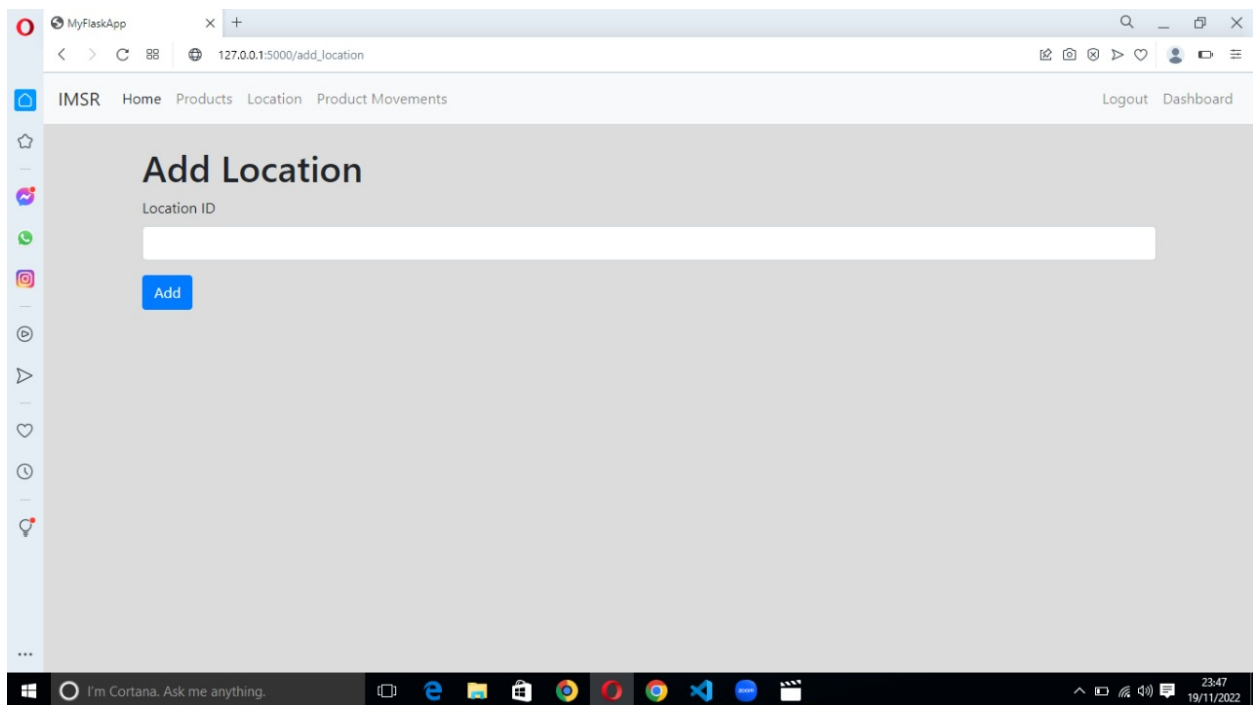 MyFlaskApp
127.0.0.1:5000/add_location
IMSR Home Products Location Product Movements Logout Dashboard
Add Location
Location ID
Add
I'm Cortana. Ask me anything.
zoom
23:47
19/11/2022